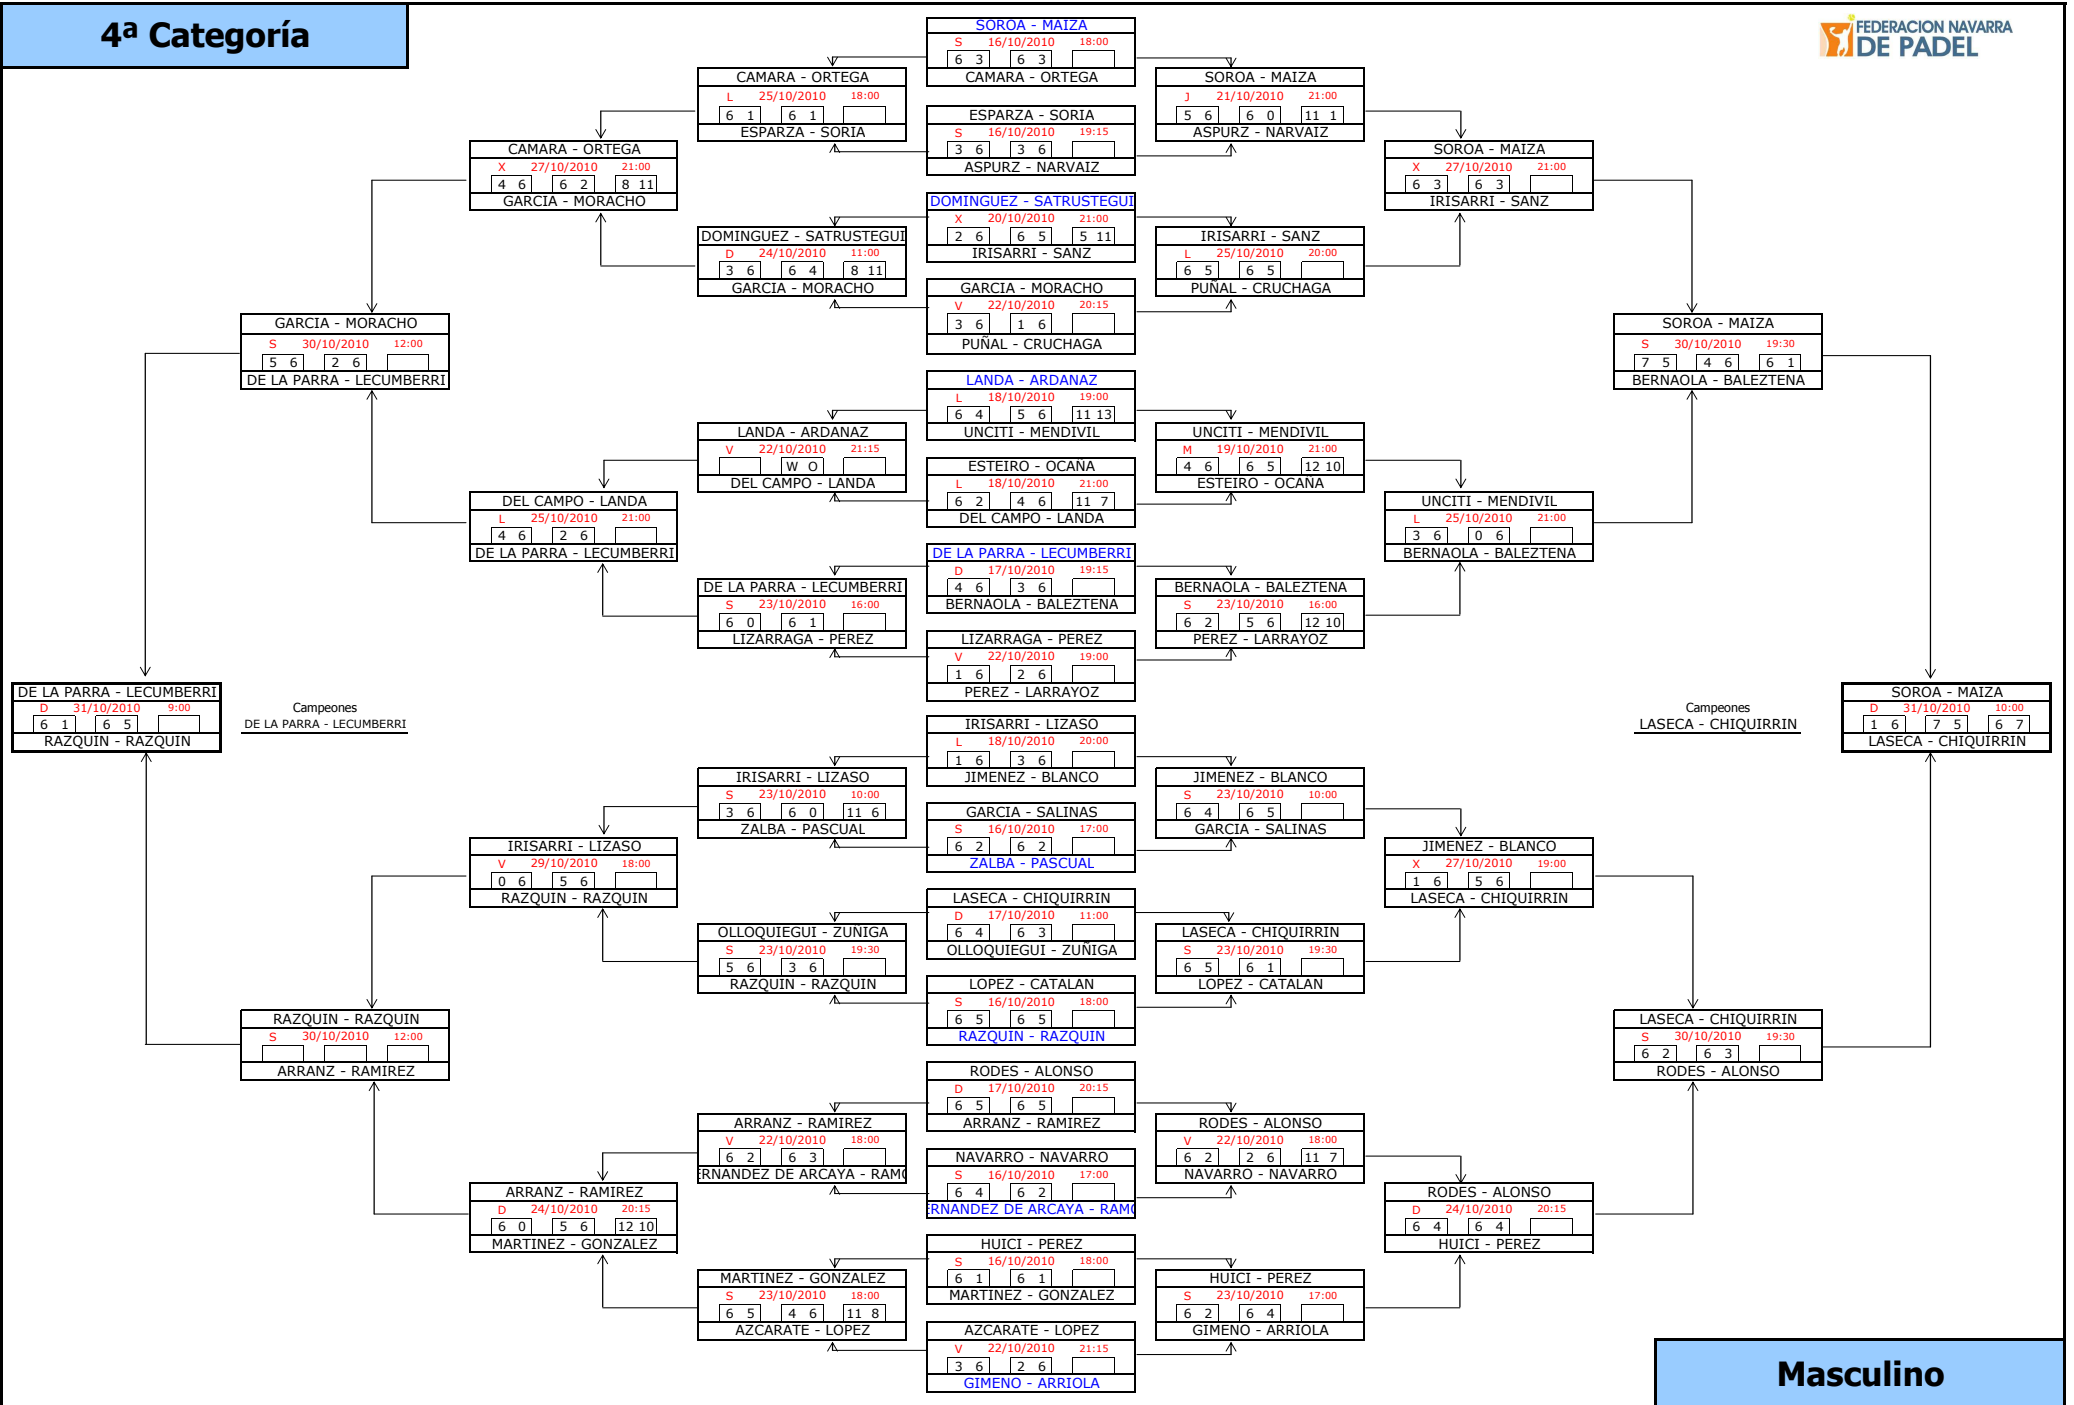 4ª Categoría
FEDERACION NAVARRA
DE PADEL
SOROA - MAIZA
S 16/10/2010 18:00
6 3 6 3
CAMARA - ORTEGA
CAMARA - ORTEGA
L 25/10/2010 18:00
6 1 6 1
ESPARZA - SORIA
SOROA - MAIZA
J 21/10/2010 21:00
5 6 6 0 11 1
ASPURZ - NARVAIZ
ESPARZA - SORIA
S 16/10/2010 19:15
3 6 3 6
ASPURZ - NARVAIZ
CAMARA - ORTEGA
X 27/10/2010 21:00
4 6 6 2 8 11
GARCIA - MORACHO
SOROA - MAIZA
X 27/10/2010 21:00
6 3 6 3
IRISARRI - SANZ
DOMINGUEZ - SATRUSTEGUI
X 20/10/2010 21:00
2 6 6 5 5 11
IRISARRI - SANZ
DOMINGUEZ - SATRUSTEGUI
D 24/10/2010 11:00
3 6 6 4 8 11
GARCIA - MORACHO
IRISARRI - SANZ
L 25/10/2010 20:00
6 5 6 5
PUÑAL - CRUCHAGA
GARCIA - MORACHO
V 22/10/2010 20:15
3 6 1 6
PUÑAL - CRUCHAGA
GARCIA - MORACHO
S 30/10/2010 12:00
5 6 2 6
DE LA PARRA - LECUMBERRI
SOROA - MAIZA
S 30/10/2010 19:30
7 5 4 6 6 1
BERNAOLA - BALEZTENA
LANDA - ARDANAZ
L 18/10/2010 19:00
6 4 5 6 11 13
UNCITI - MENDIVIL
LANDA - ARDANAZ
V 22/10/2010 21:15
W O
DEL CAMPO - LANDA
UNCITI - MENDIVIL
M 19/10/2010 21:00
4 6 6 5 12 10
ESTEIRO - OCAÑA
ESTEIRO - OCAÑA
L 18/10/2010 21:00
6 2 4 6 11 7
DEL CAMPO - LANDA
DEL CAMPO - LANDA
L 25/10/2010 21:00
4 6 2 6
DE LA PARRA - LECUMBERRI
UNCITI - MENDIVIL
L 25/10/2010 21:00
3 6 0 6
BERNAOLA - BALEZTENA
DE LA PARRA - LECUMBERRI
D 17/10/2010 19:15
4 6 3 6
BERNAOLA - BALEZTENA
DE LA PARRA - LECUMBERRI
S 23/10/2010 16:00
6 0 6 1
LIZARRAGA - PEREZ
BERNAOLA - BALEZTENA
S 23/10/2010 16:00
6 2 5 6 12 10
PEREZ - LARRAYOZ
LIZARRAGA - PEREZ
V 22/10/2010 19:00
1 6 2 6
PEREZ - LARRAYOZ
DE LA PARRA - LECUMBERRI
D 31/10/2010 9:00
6 1 6 5
RAZQUIN - RAZQUIN
Campeones
DE LA PARRA - LECUMBERRI
Campeones
LASECA - CHIQUIRRIN
SOROA - MAIZA
D 31/10/2010 10:00
1 6 7 5 6 7
LASECA - CHIQUIRRIN
IRISARRI - LIZASO
L 18/10/2010 20:00
1 6 3 6
JIMENEZ - BLANCO
IRISARRI - LIZASO
S 23/10/2010 10:00
3 6 6 0 11 6
ZALBA - PASCUAL
JIMENEZ - BLANCO
S 23/10/2010 10:00
6 4 6 5
GARCIA - SALINAS
GARCIA - SALINAS
S 16/10/2010 17:00
6 2 6 2
ZALBA - PASCUAL
IRISARRI - LIZASO
V 29/10/2010 18:00
0 6 5 6
RAZQUIN - RAZQUIN
JIMENEZ - BLANCO
X 27/10/2010 19:00
1 6 5 6
LASECA - CHIQUIRRIN
LASECA - CHIQUIRRIN
D 17/10/2010 11:00
6 4 6 3
OLLOQUIEGUI - ZUÑIGA
OLLOQUIEGUI - ZUÑIGA
S 23/10/2010 19:30
5 6 3 6
RAZQUIN - RAZQUIN
LASECA - CHIQUIRRIN
S 23/10/2010 19:30
6 5 6 1
LOPEZ - CATALAN
LOPEZ - CATALAN
S 16/10/2010 18:00
6 5 6 5
RAZQUIN - RAZQUIN
RAZQUIN - RAZQUIN
S 30/10/2010 12:00
ARRANZ - RAMIREZ
LASECA - CHIQUIRRIN
S 30/10/2010 19:30
6 2 6 3
RODES - ALONSO
RODES - ALONSO
D 17/10/2010 20:15
6 5 6 5
ARRANZ - RAMIREZ
ARRANZ - RAMIREZ
V 22/10/2010 18:00
6 2 6 3
ERNANDEZ DE ARCAYA - RAMO
RODES - ALONSO
V 22/10/2010 18:00
6 2 2 6 11 7
NAVARRO - NAVARRO
NAVARRO - NAVARRO
S 16/10/2010 17:00
6 4 6 2
ERNANDEZ DE ARCAYA - RAMO
ARRANZ - RAMIREZ
D 24/10/2010 20:15
6 0 5 6 12 10
MARTINEZ - GONZALEZ
RODES - ALONSO
D 24/10/2010 20:15
6 4 6 4
HUICI - PEREZ
HUICI - PEREZ
S 16/10/2010 18:00
6 1 6 1
MARTINEZ - GONZALEZ
MARTINEZ - GONZALEZ
S 23/10/2010 18:00
6 5 4 6 11 8
AZCARATE - LOPEZ
HUICI - PEREZ
S 23/10/2010 17:00
6 2 6 4
GIMENO - ARRIOLA
AZCARATE - LOPEZ
V 22/10/2010 21:15
3 6 2 6
GIMENO - ARRIOLA
Masculino